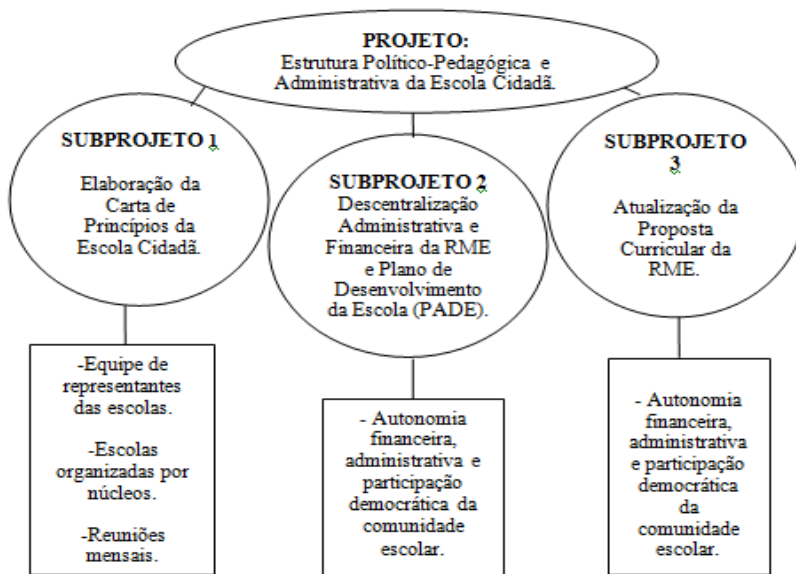 PROJETO:
Estrutura Político-Pedagógica e
Administrativa da Escola Cidadã.
SUBPROJETO 1
Elaboração da
Carta de
Princípios da
Escola Cidadã.
SUBPROJETO 2
Descentralização
Administrativa e
Financeira da RME
e Plano de
Desenvolvimento
da Escola (PADE).
SUBPROJETO
3
Atualização da
Proposta
Curricular da
RME.
-Equipe de
representantes
das escolas.
-Escolas
organizadas por
núcleos.
-Reuniões
mensais.
- Autonomia
financeira,
administrativa e
participação
democrática da
comunidade
escolar.
- Autonomia
financeira,
administrativa
e participação
democrática
da
comunidade
escolar.